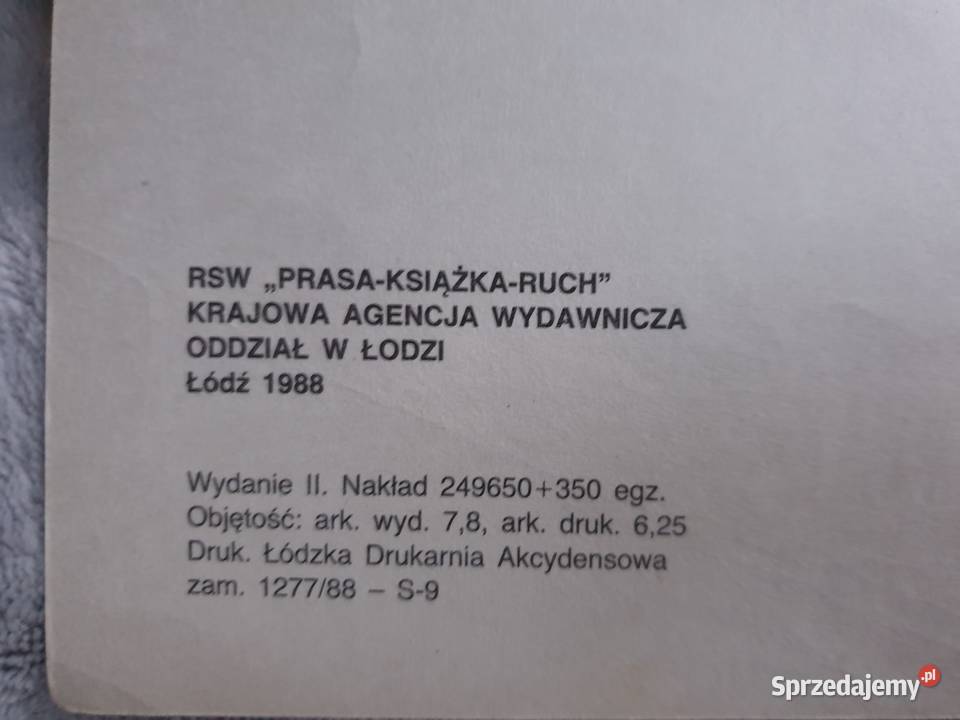 RSW „PRASA-KSIĄŻKA-RUCH”
KRAJOWA AGENCJA WYDAWNICZA
ODDZIAŁ W ŁODZI
Łódź 1988
Wydanie II. Nakład 249650+350 egz.
Objętość: ark. wyd. 7,8, ark. druk. 6,25
Druk. Łódzka Drukarnia Akcydensowa
zam. 1277/88 – S-9
Sprzedajemy.pl